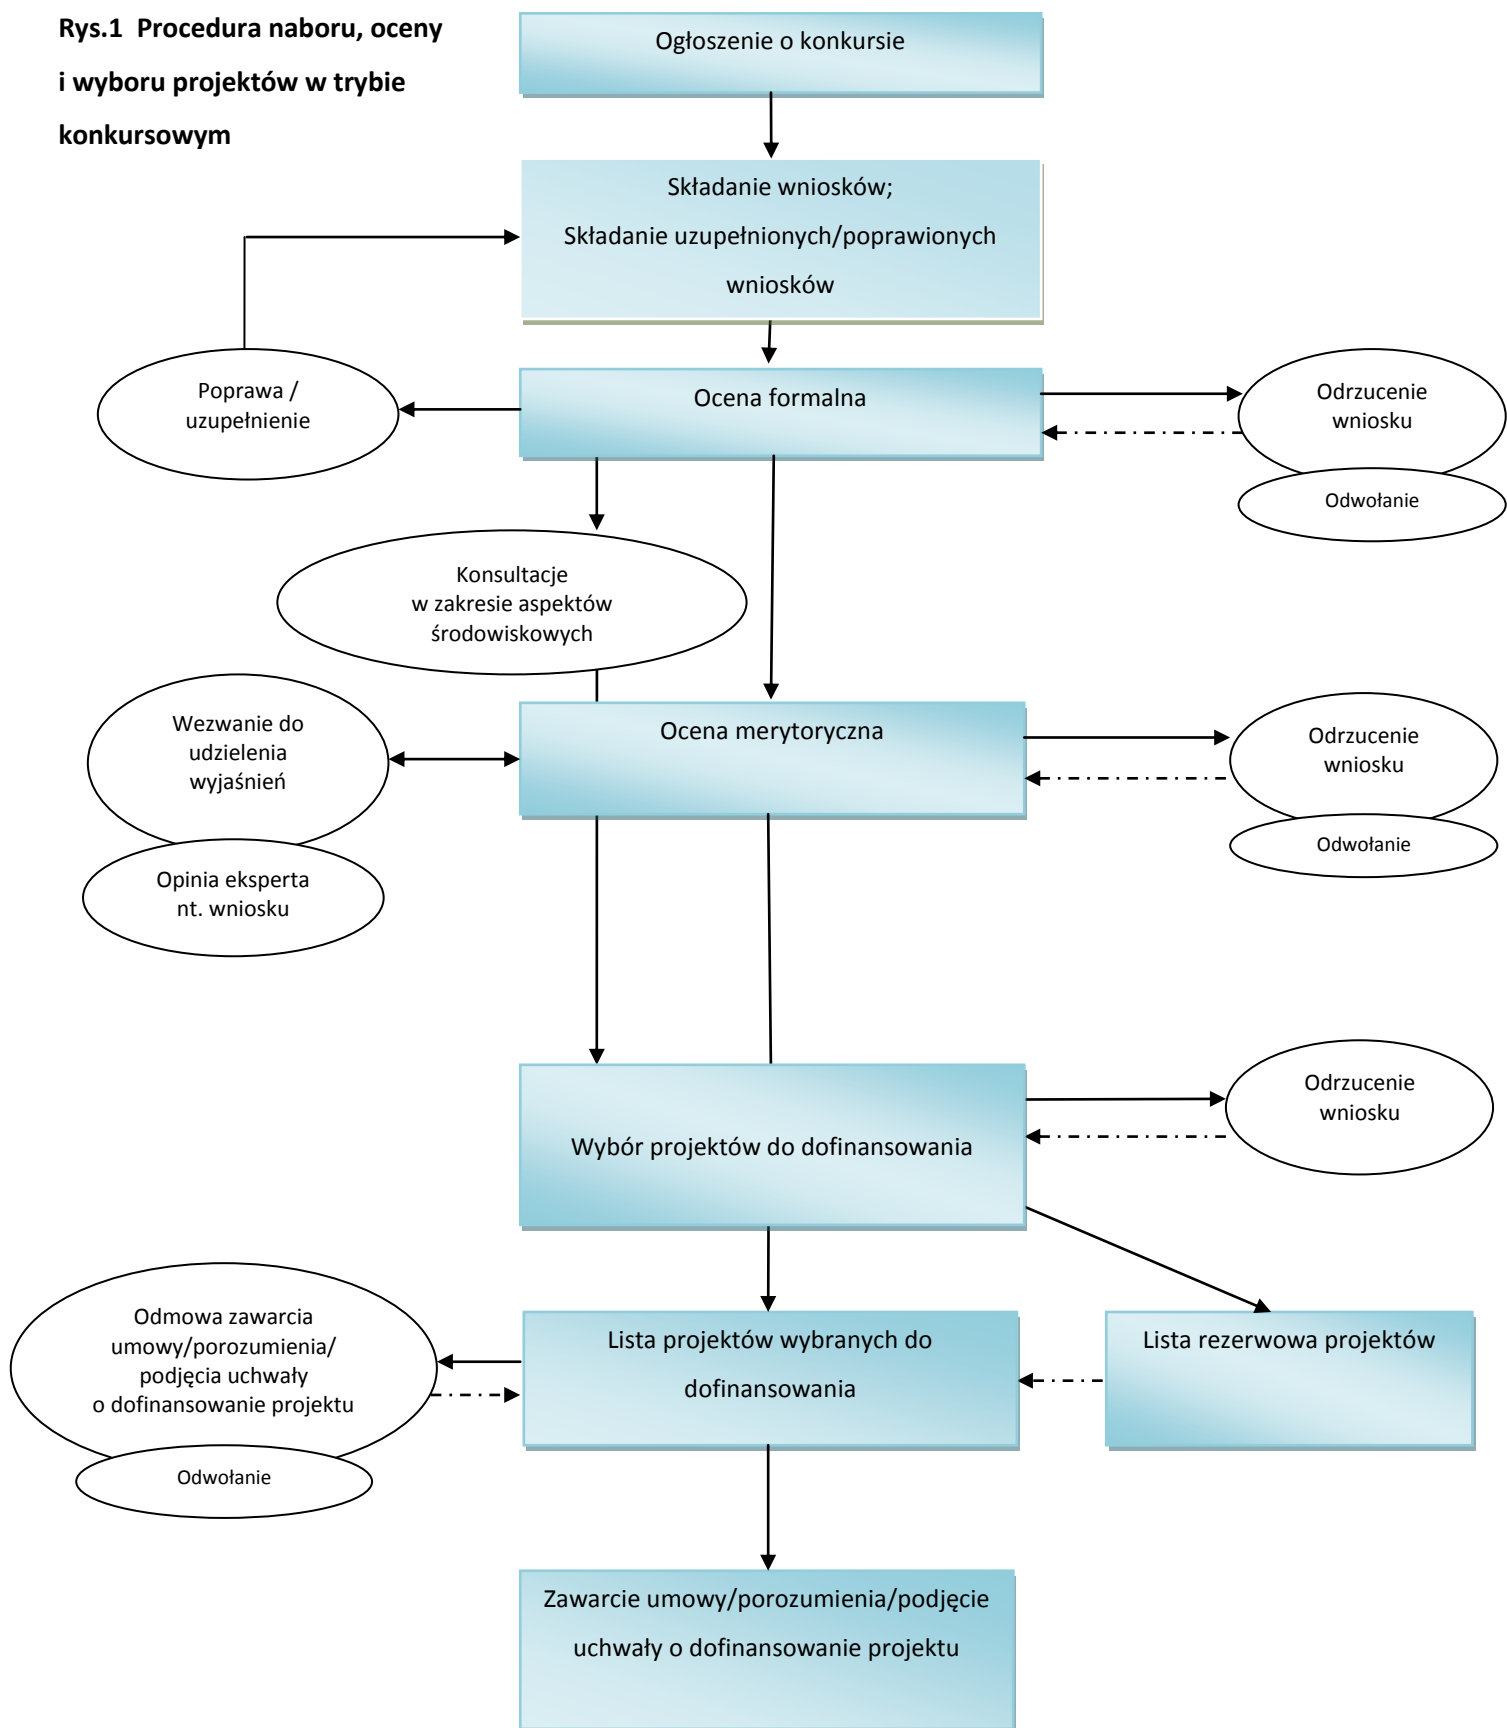 Rys.1 Procedura naboru, oceny
i wyboru projektów w trybie
konkursowym
Ogłoszenie o konkursie
Składanie wniosków;
Składanie uzupełnionych/poprawionych
wniosków
Poprawa /
uzupełnienie
Ocena formalna
Odrzucenie
wniosku
Odwołanie
Konsultacje
w zakresie aspektów
środowiskowych
Wezwanie do
udzielenia
wyjaśnień
Opinia eksperta
nt. wniosku
Ocena merytoryczna
Odrzucenie
wniosku
Odwołanie
Wybór projektów do dofinansowania
Odrzucenie
wniosku
Odmowa zawarcia
umowy/porozumienia/
podjęcia uchwały
o dofinansowanie projektu
Odwołanie
Lista projektów wybranych do
dofinansowania
Lista rezerwowa projektów
Zawarcie umowy/porozumienia/podjęcie
uchwały o dofinansowanie projektu